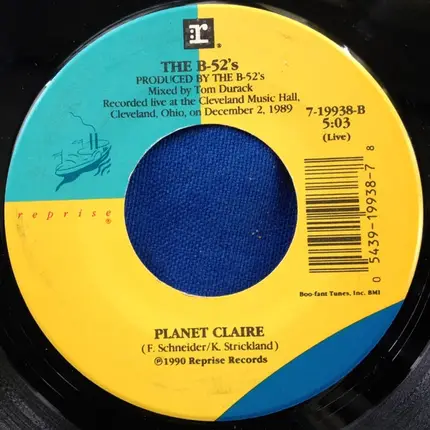 r®
THE B-52's
PRODUCED BY THE B-52's
Mixed by Tom Durack
Recorded live at the Cleveland Music Hall,
Cleveland, Ohio, on December 2, 1989
7-19938-B
5:03
(Live)
reprise®
0 5439-19938-7 8
Boo-fant Tunes, Inc. BMI
PLANET CLAIRE
(F. Schneider/K. Strickland)
℗1990 Reprise Records